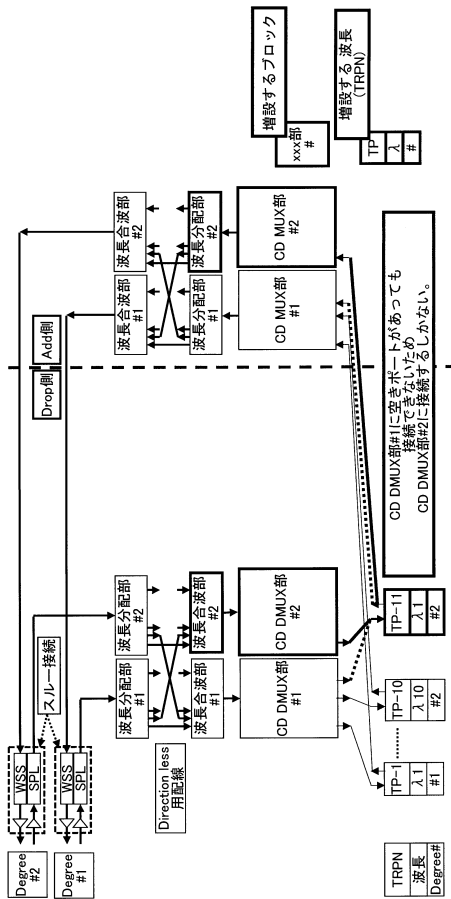 Degree
#2
Degree
#1
WSS
SPL
WSS
SPL
スルー接続
Drop側
Add側
Direction less
用配線
波長分配部
#1
波長分配部
#2
波長合波部
#1
波長合波部
#2
CD DMUX部
#1
CD DMUX部
#2
波長合波部
#1
波長合波部
#2
波長分配部
#1
波長分配部
#2
CD MUX部
#1
CD MUX部
#2
TRPN
波長
Degree#
TP-1
λ1
#1
TP-10
λ10
#2
TP-11
λ1
#2
CD DMUX部#1に空きポートがあっても
接続できないため
CD DMUX部#2に接続するしかない。
増設するブロック
xxx部
#
増設する 波長
(TRPN)
TP
λ
#